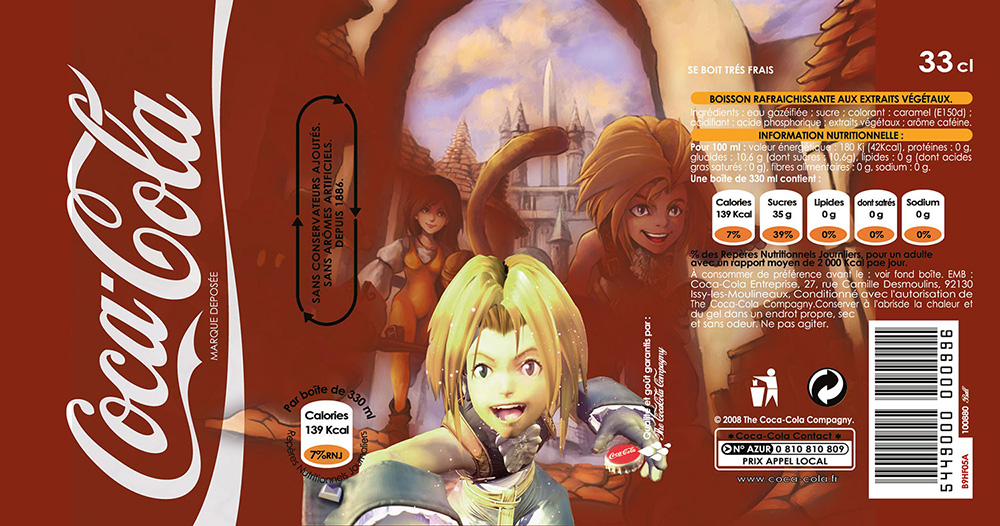 Coca-Cola
MARQUE DEPOSÉE
SANS CONSERVATEURS AJOUTÉS.
SANS ARÔMES ARTIFICIELS.
DEPUIS 1886.
Par boîte de 330 ml
Calories
139 Kcal
7%RNJ
Repères Nutritionnels Journaliers
Qualité et goût garantis par :
The Cocacola Compagny
Coca-Cola
SE BOIT TRÉS FRAIS
33 cl
BOISSON RAFRAICHISSANTE AUX EXTRAITS VÉGÉTAUX.
Ingrédients : eau gazéifiée ; sucre ; colorant : caramel (E150d) ;
acidifiant : acide phosphorique ; extraits végétaux ; arôme caféine.
INFORMATION NUTRITIONNELLE :
Pour 100 ml : valeur énergétique : 180 Kj (42Kcal), protéines : 0 g,
glucides : 10,6 g (dont sucres : 10,6g), lipides : 0 g (dont acides
gras saturés : 0 g), fibres alimentaires : 0 g, sodium : 0 g.
Une boîte de 330 ml contient :
Calories
139 Kcal
7%
Sucres
35 g
39%
Lipides
0 g
0%
dont satrés
0 g
0%
Sodium
0 g
0%
% des Repères Nutritionnels Journliers, pour un adulte
avec un rapport moyen de 2 000 Kcal pae jour.
À consommer de préférence avant le : voir fond boîte. EMB :
Coca-Cola Entreprise, 27, rue Camille Desmoulins, 92130
Issy-les-Moulineaux. Conditionné avec l'autorisation de
The Coca-Cola Compagny.Conserver à l'abrisde la chaleur et
du gel dans un endrot propre, sec
et sans odeur. Ne pas agiter.
© 2008 The Coca-Cola Compagny.
Coca-Cola Contact
N° AZUR 0 810 810 809
PRIX APPEL LOCAL
www.coca-cola.fr
5449000 000996
100880 Ball
B9HF05A